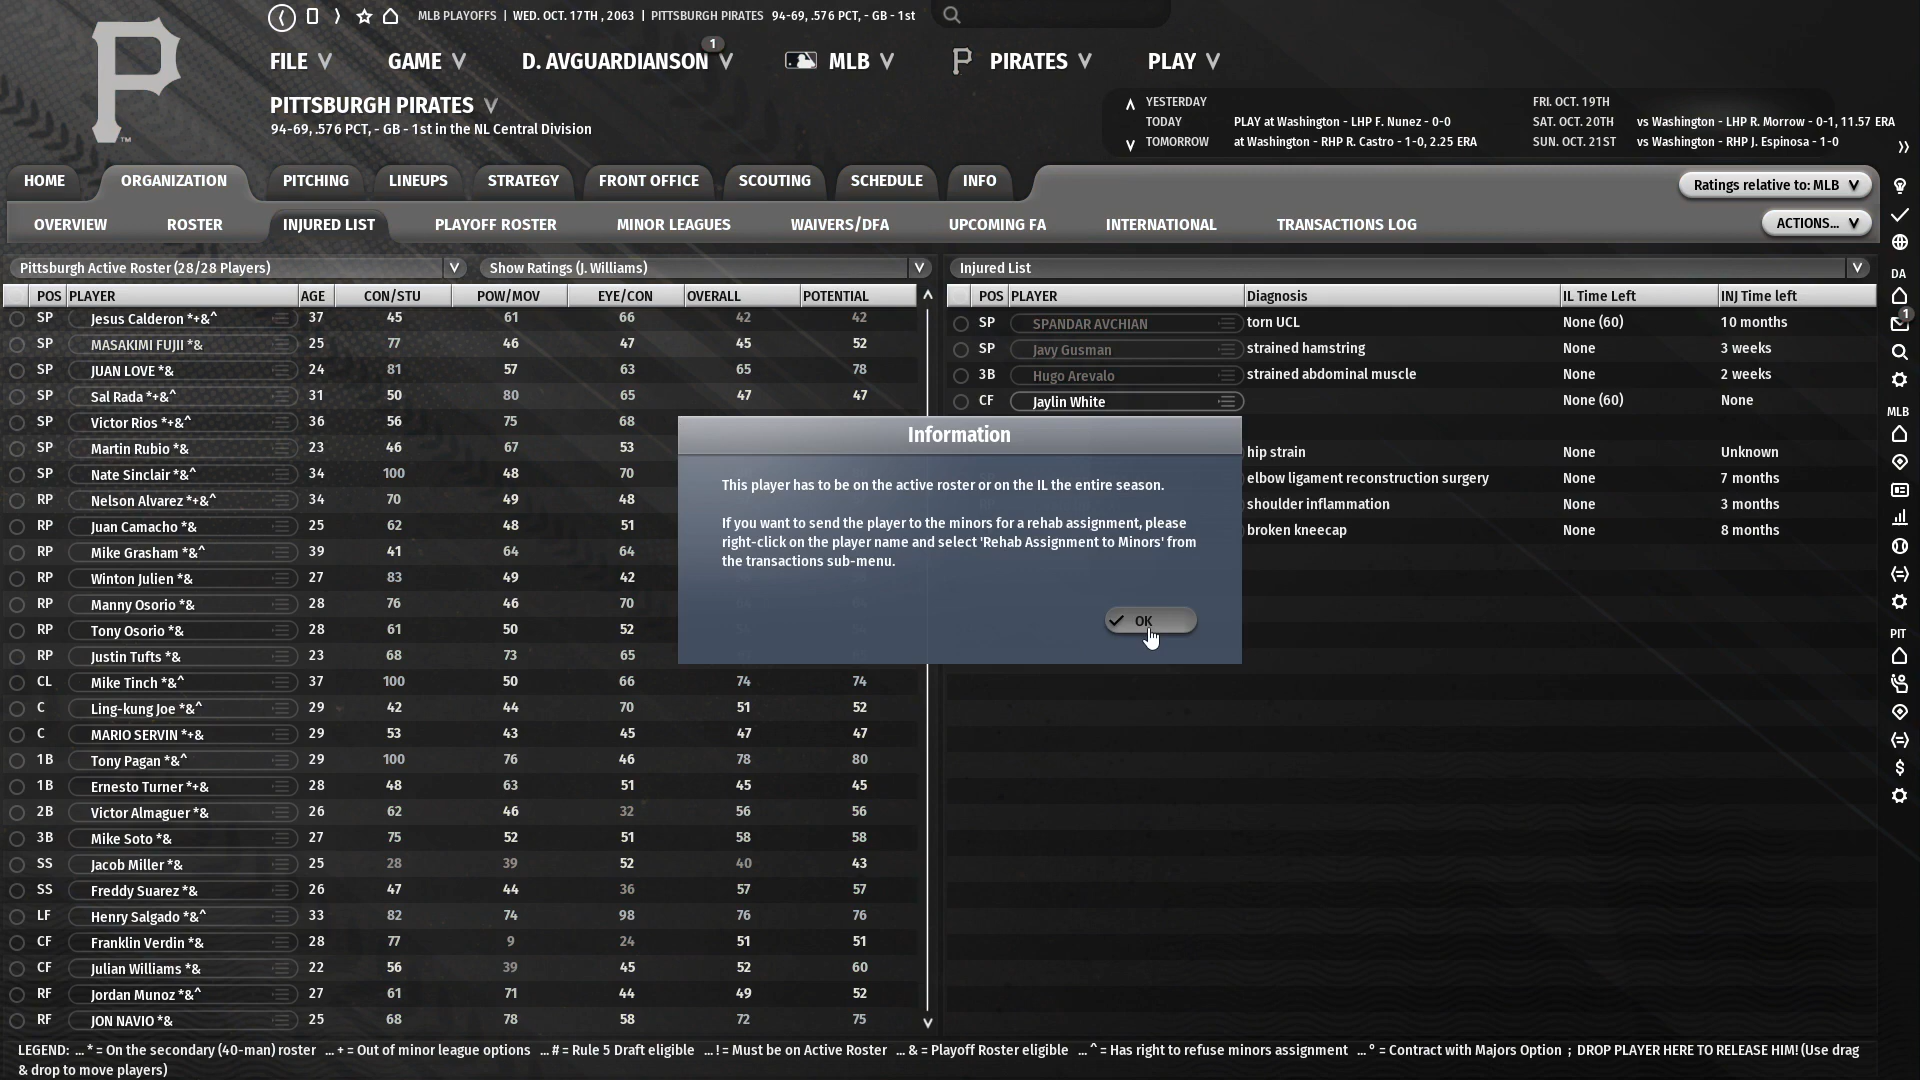 MLB PLAYOFFS | WED. OCT. 17TH , 2063 | PITTSBURGH PIRATES 94-69, .576 PCT, - GB - 1st
FILE GAME D. AVGUARDIANSON 1 MLB PIRATES PLAY
P
PITTSBURGH PIRATES
94-69, .576 PCT, - GB - 1st in the NL Central Division
YESTERDAY FRI. OCT. 19TH
TODAY PLAY at Washington - LHP F. Nunez - 0-0 SAT. OCT. 20TH vs Washington - LHP R. Morrow - 0-1, 11.57 ERA
TOMORROW at Washington - RHP R. Castro - 1-0, 2.25 ERA SUN. OCT. 21ST vs Washington - RHP J. Espinosa - 1-0
HOME ORGANIZATION PITCHING LINEUPS STRATEGY FRONT OFFICE SCOUTING SCHEDULE INFO Ratings relative to: MLB
OVERVIEW ROSTER INJURED LIST PLAYOFF ROSTER MINOR LEAGUES WAIVERS/DFA UPCOMING FA INTERNATIONAL TRANSACTIONS LOG ACTIONS...
Pittsburgh Active Roster (28/28 Players) Show Ratings (J. Williams)
POS PLAYER AGE CON/STU POW/MOV EYE/CON OVERALL POTENTIAL
SP Jesus Calderon *+&^ 37 45 61 66 42 42
SP MASAKIMI FUJII *& 25 77 46 47 45 52
SP JUAN LOVE *& 24 81 57 63 65 78
SP Sal Rada *+&^ 31 50 80 65 47 47
SP Victor Rios *+&^ 36 56 75 68
SP Martin Rubio *& 23 46 67 53
SP Nate Sinclair *&^ 34 100 48 70
RP Nelson Alvarez *+&^ 34 70 49 48
RP Juan Camacho *& 25 62 48 51
RP Mike Grasham *&^ 39 41 64 64
RP Winton Julien *& 27 83 49 42
RP Manny Osorio *& 28 76 46 70
RP Tony Osorio *& 28 61 50 52
RP Justin Tufts *& 23 68 73 65
CL Mike Tinch *&^ 37 100 50 66 74 74
C Ling-kung Joe *&^ 29 42 44 70 51 52
C MARIO SERVIN *+& 29 53 43 45 47 47
1B Tony Pagan *&^ 29 100 76 46 78 80
1B Ernesto Turner *+& 28 48 63 51 45 45
2B Victor Almaguer *& 26 62 46 32 56 56
3B Mike Soto *& 27 75 52 51 58 58
SS Jacob Miller *& 25 28 39 52 40 43
SS Freddy Suarez *& 26 47 44 36 57 57
LF Henry Salgado *&^ 33 82 74 98 76 76
CF Franklin Verdin *& 28 77 9 24 51 51
CF Julian Williams *& 22 56 39 45 52 60
RF Jordan Munoz *&^ 27 61 71 44 49 52
RF JON NAVIO *& 25 68 78 58 72 75
Injured List
POS PLAYER Diagnosis IL Time Left INJ Time left
SP SPANDAR AVCHIAN torn UCL None (60) 10 months
SP Javy Gusman strained hamstring None 3 weeks
3B Hugo Arevalo strained abdominal muscle None 2 weeks
CF Jaylin White None (60) None
hip strain None Unknown
elbow ligament reconstruction surgery None 7 months
shoulder inflammation None 3 months
broken kneecap None 8 months
Information
This player has to be on the active roster or on the IL the entire season.
If you want to send the player to the minors for a rehab assignment, please
right-click on the player name and select 'Rehab Assignment to Minors' from
the transactions sub-menu.
OK
DA
1
MLB
PIT
$
LEGEND: ... * = On the secondary (40-man) roster ... + = Out of minor league options ... # = Rule 5 Draft eligible ... ! = Must be on Active Roster ... & = Playoff Roster eligible ... ^ = Has right to refuse minors assignment ... ° = Contract with Majors Option ; DROP PLAYER HERE TO RELEASE HIM! (Use drag
& drop to move players)